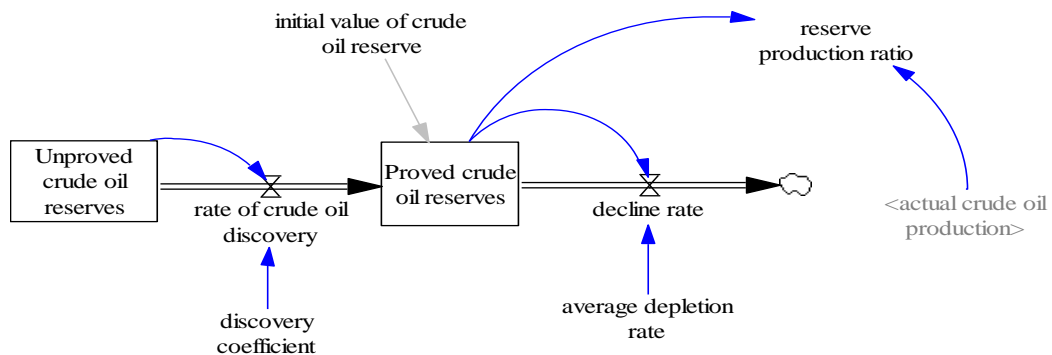 initial value of crude
oil reserve
reserve
production ratio
Unproved
crude oil
reserves
rate of crude oil
discovery
Proved crude
oil reserves
decline rate
<actual crude oil
production>
discovery
coefficient
average depletion
rate